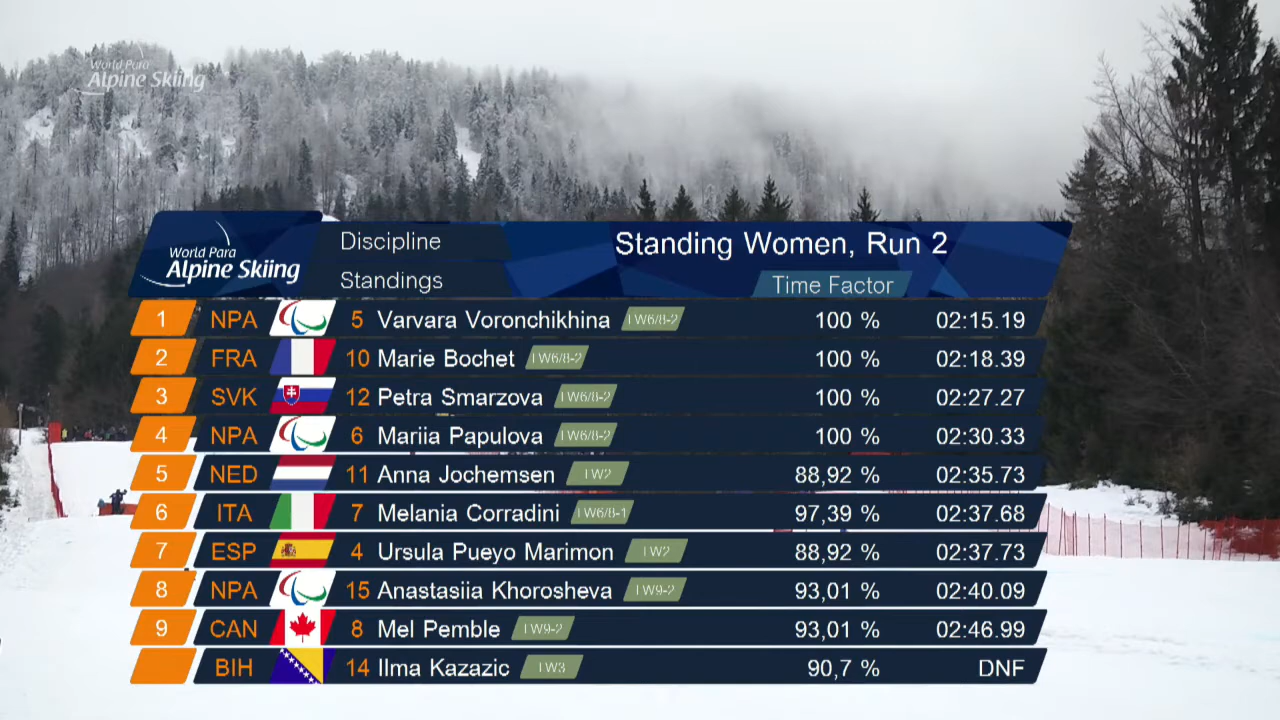 World Para
Alpine Skiing
World Para
Alpine Skiing
Discipline
Standings
Standing Women, Run 2
Time Factor
1 NPA 5 Varvara Voronchikhina LW6/8-2 100 % 02:15.19
2 FRA 10 Marie Bochet LW6/8-2 100 % 02:18.39
3 SVK 12 Petra Smarzova LW6/8-2 100 % 02:27.27
4 NPA 6 Mariia Papulova LW6/8-2 100 % 02:30.33
5 NED 11 Anna Jochemsen LW2 88,92 % 02:35.73
6 ITA 7 Melania Corradini LW6/8-1 97,39 % 02:37.68
7 ESP 4 Ursula Pueyo Marimon LW2 88,92 % 02:37.73
8 NPA 15 Anastasiia Khorosheva LW9-2 93,01 % 02:40.09
9 CAN 8 Mel Pemble LW9-2 93,01 % 02:46.99
BIH 14 Ilma Kazazic LW3 90,7 % DNF